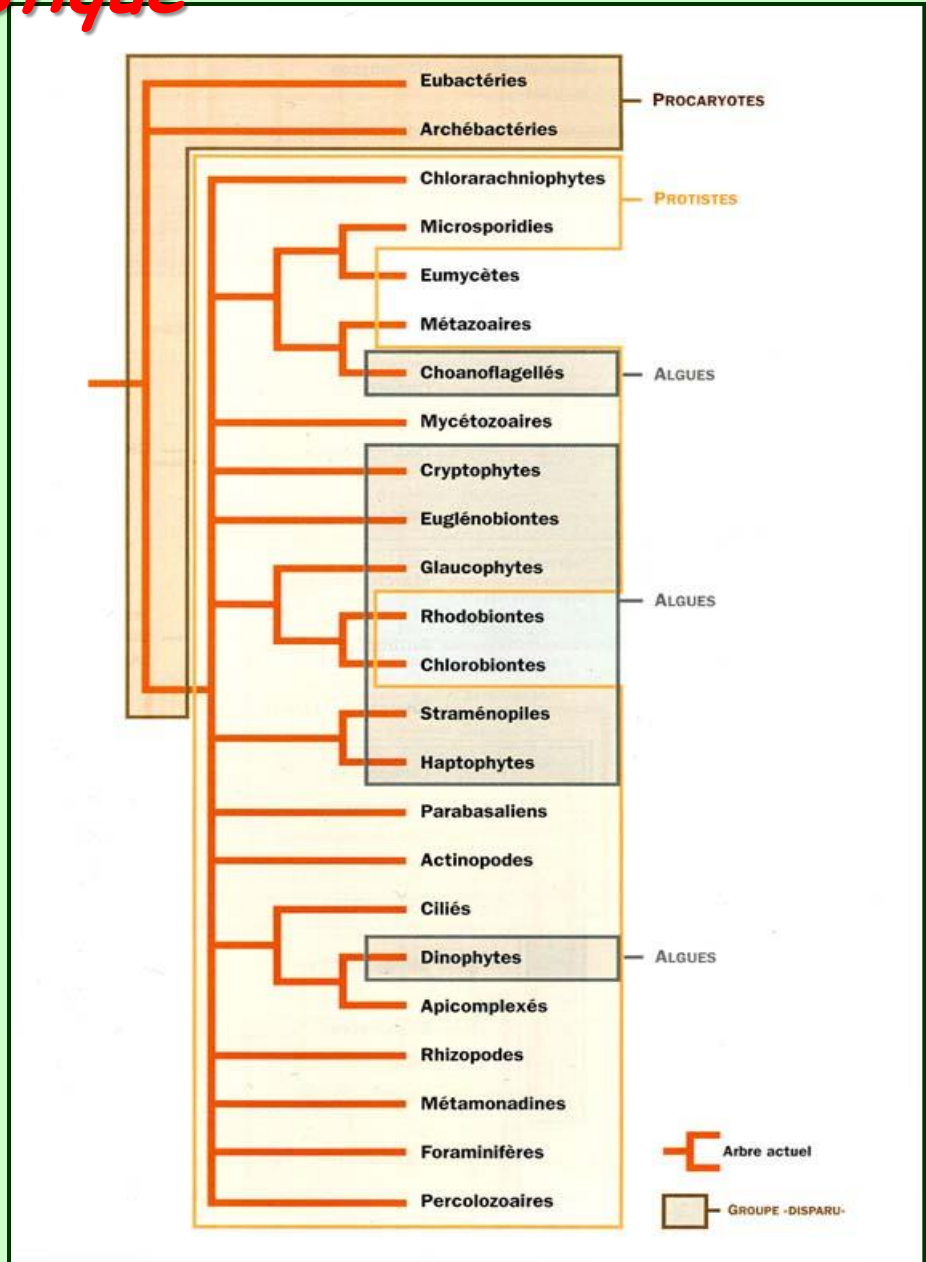 Eubactéries
PROCARYOTES
Archébactéries
Chlorarachniophytes
PROTISTES
Microsporidies
Eumycètes
Métazoaires
Choanoflagellés
ALGUES
Mycétozoaires
Cryptophytes
Euglénobiontes
Glaucophytes
ALGUES
Rhodobiontes
Chlorobiontes
Straménopiles
Haptophytes
Parabasaliens
Actinopodes
Ciliés
Dinophytes
ALGUES
Apicomplexés
Rhizopodes
Métamonadines
Foraminifères
Arbre actuel
Percolozoaires
GROUPE -DISPARU-